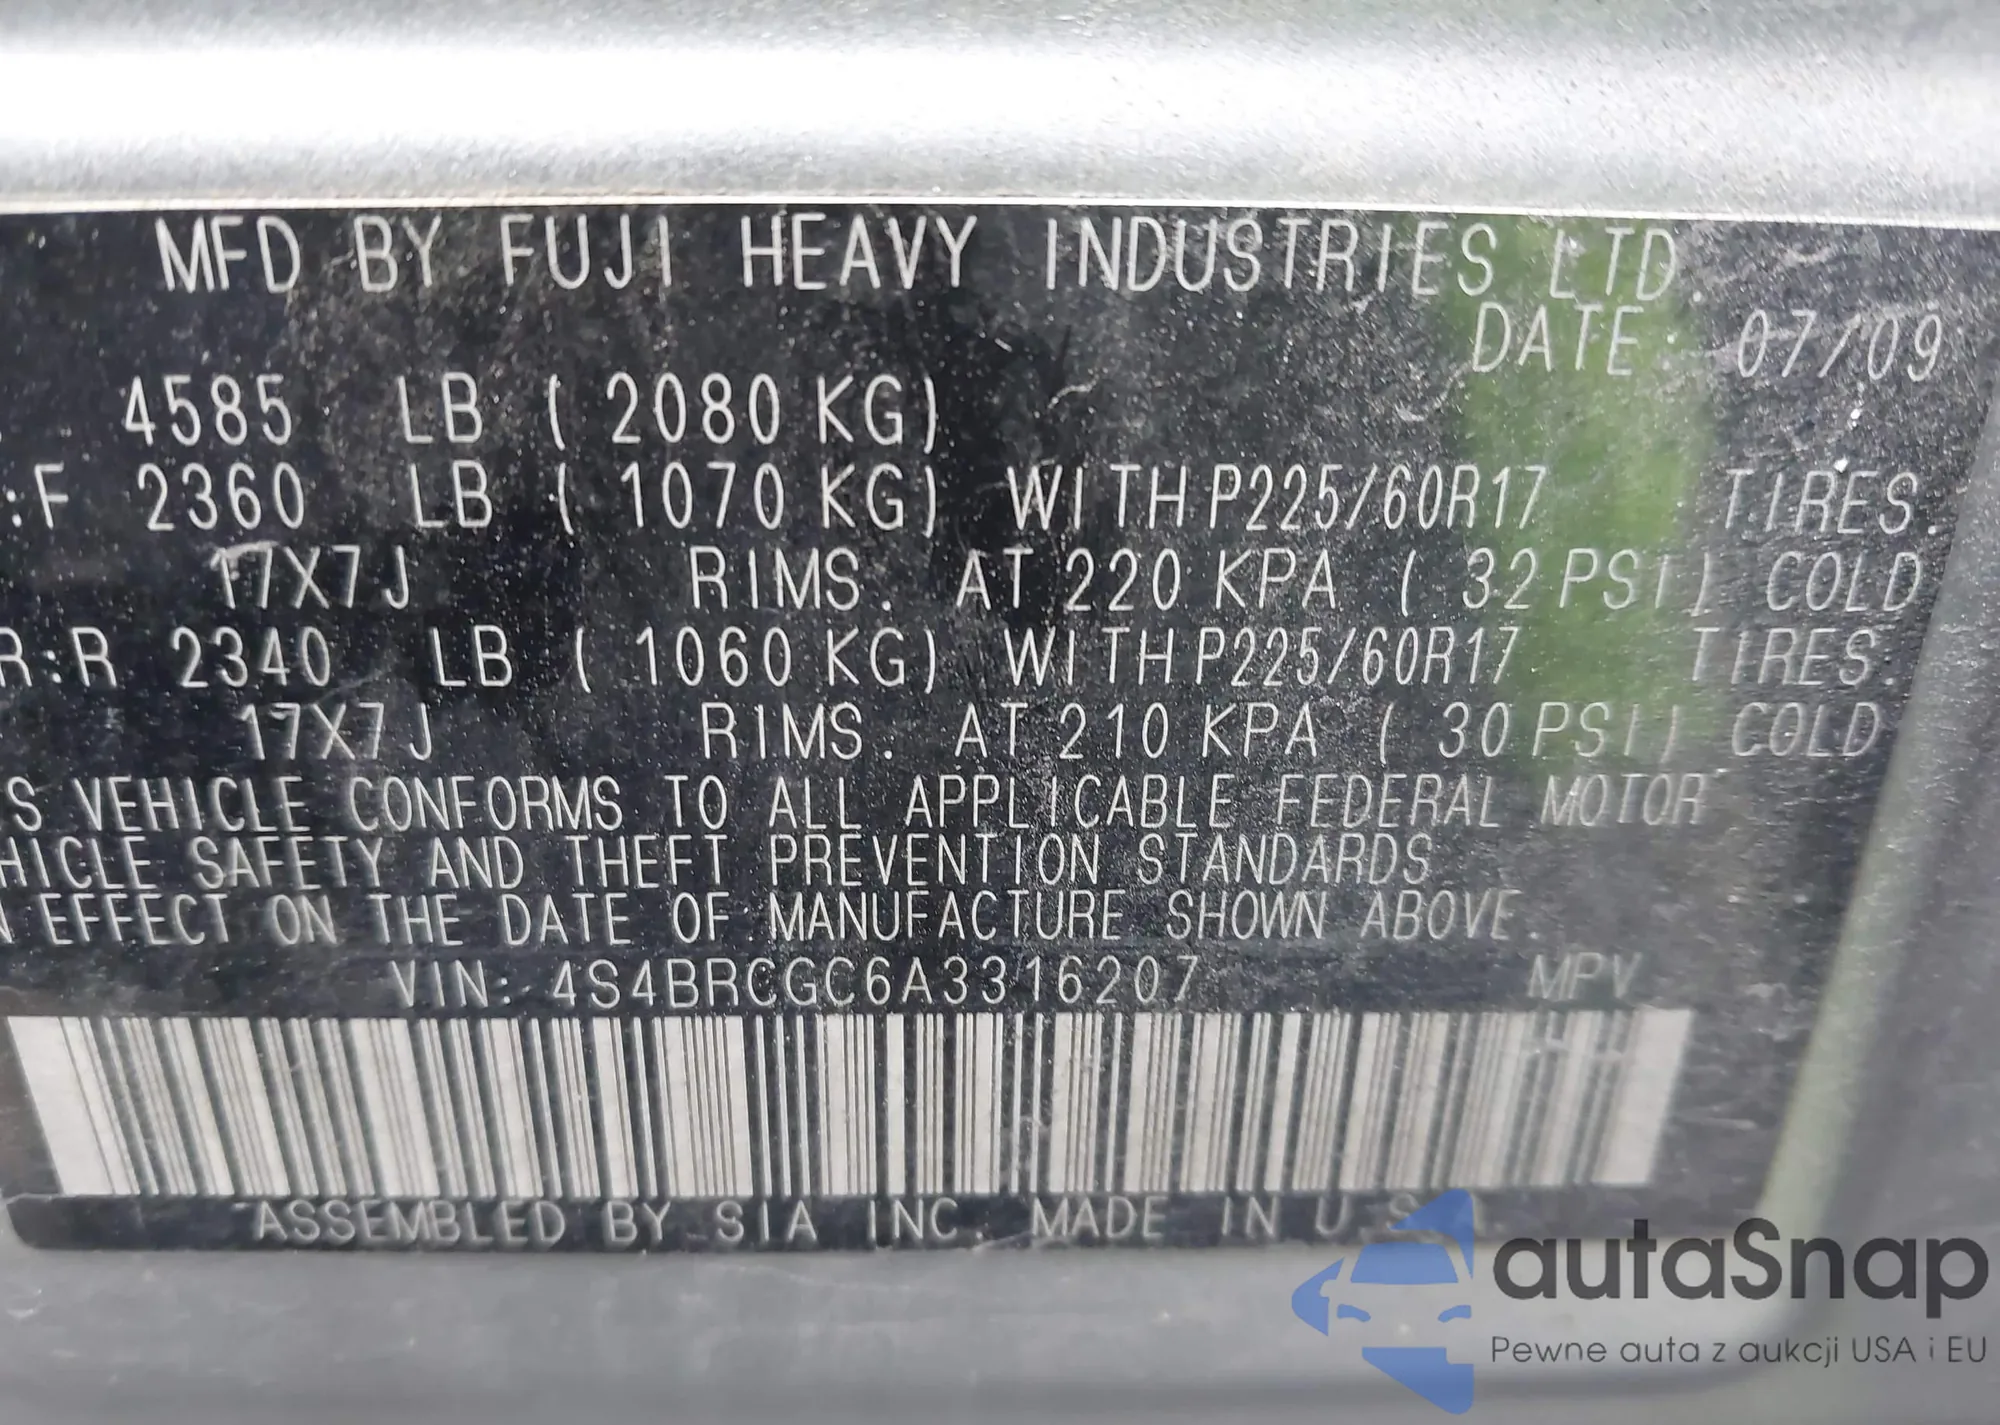 MFD BY FUJI HEAVY INDUSTRIES LTD.
DATE: 07/09
4585 LB ( 2080 KG)
:F 2360 LB ( 1070 KG) WITH P225/60R17 TIRES.
17X7J RIMS. AT 220 KPA ( 32 PSI) COLD
R:R 2340 LB ( 1060 KG) WITH P225/60R17 TIRES.
17X7J RIMS. AT 210 KPA ( 30 PSI) COLD
S VEHICLE CONFORMS TO ALL APPLICABLE FEDERAL MOTOR
HICLE SAFETY AND THEFT PREVENTION STANDARDS
N EFFECT ON THE DATE OF MANUFACTURE SHOWN ABOVE.
VIN: 4S4BRCGC6A3316207 MPV
ASSEMBLED BY SIA INC. MADE IN U.S.A.
autaSnap
Pewne auta z aukcji USA i EU